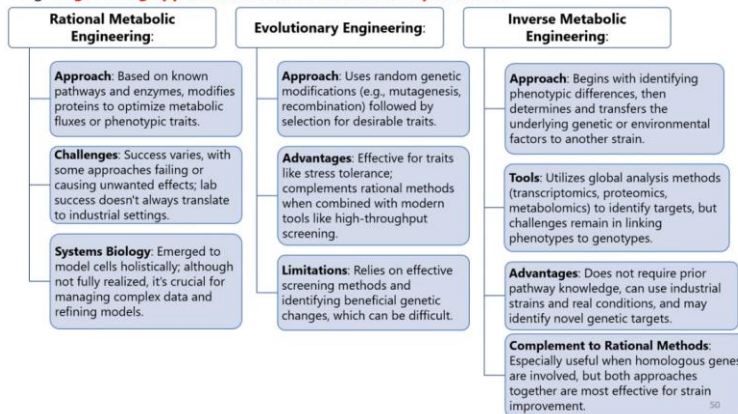 Rational Metabolic
Engineering:
Approach: Based on known
pathways and enzymes, modifies
proteins to optimize metabolic
fluxes or phenotypic traits.
Challenges: Success varies, with
some approaches failing or
causing unwanted effects; lab
success doesn't always translate
to industrial settings.
Systems Biology: Emerged to
model cells holistically; although
not fully realized, it's crucial for
managing complex data and
refining models.
Evolutionary Engineering:
Approach: Uses random genetic
modifications (e.g., mutagenesis,
recombination) followed by
selection for desirable traits.
Advantages: Effective for traits
like stress tolerance;
complements rational methods
when combined with modern
tools like high-throughput
screening.
Limitations: Relies on effective
screening methods and
identifying beneficial genetic
changes, which can be difficult.
Inverse Metabolic
Engineering:
Approach: Begins with identifying
phenotypic differences, then
determines and transfers the
underlying genetic or environmental
factors to another strain.
Tools: Utilizes global analysis methods
(transcriptomics, proteomics,
metabolomics) to identify targets, but
challenges remain in linking
phenotypes to genotypes.
Advantages: Does not require prior
pathway knowledge, can use industrial
strains and real conditions, and may
identify novel genetic targets.
Complement to Rational Methods:
Especially useful when homologous genes
are involved, but both approaches
together are most effective for strain
improvement.
50